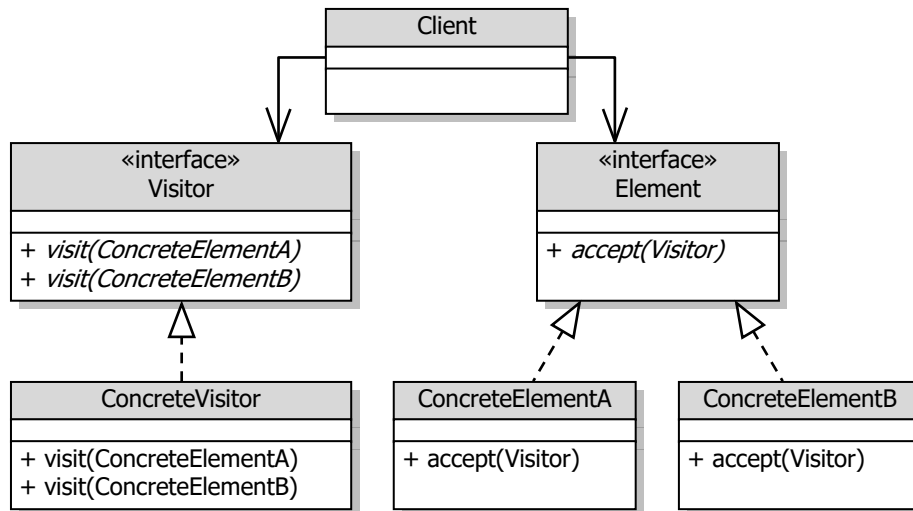 Client
«interface»
Visitor
+ visit(ConcreteElementA)
+ visit(ConcreteElementB)
«interface»
Element
+ accept(Visitor)
ConcreteVisitor
+ visit(ConcreteElementA)
+ visit(ConcreteElementB)
ConcreteElementA
+ accept(Visitor)
ConcreteElementB
+ accept(Visitor)